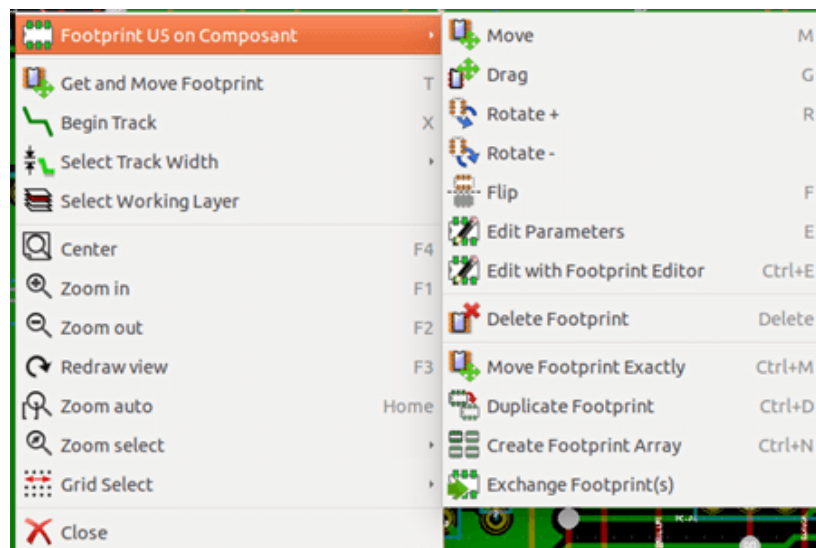 Footprint U5 on Composant
Get and Move Footprint T
Begin Track X
Select Track Width
Select Working Layer
Center F4
Zoom in F1
Zoom out F2
Redraw view F3
Zoom auto Home
Zoom select
Grid Select
Close
Move M
Drag G
Rotate + R
Rotate -
Flip F
Edit Parameters E
Edit with Footprint Editor Ctrl+E
Delete Footprint Delete
Move Footprint Exactly Ctrl+M
Duplicate Footprint Ctrl+D
Create Footprint Array Ctrl+N
Exchange Footprint(s)